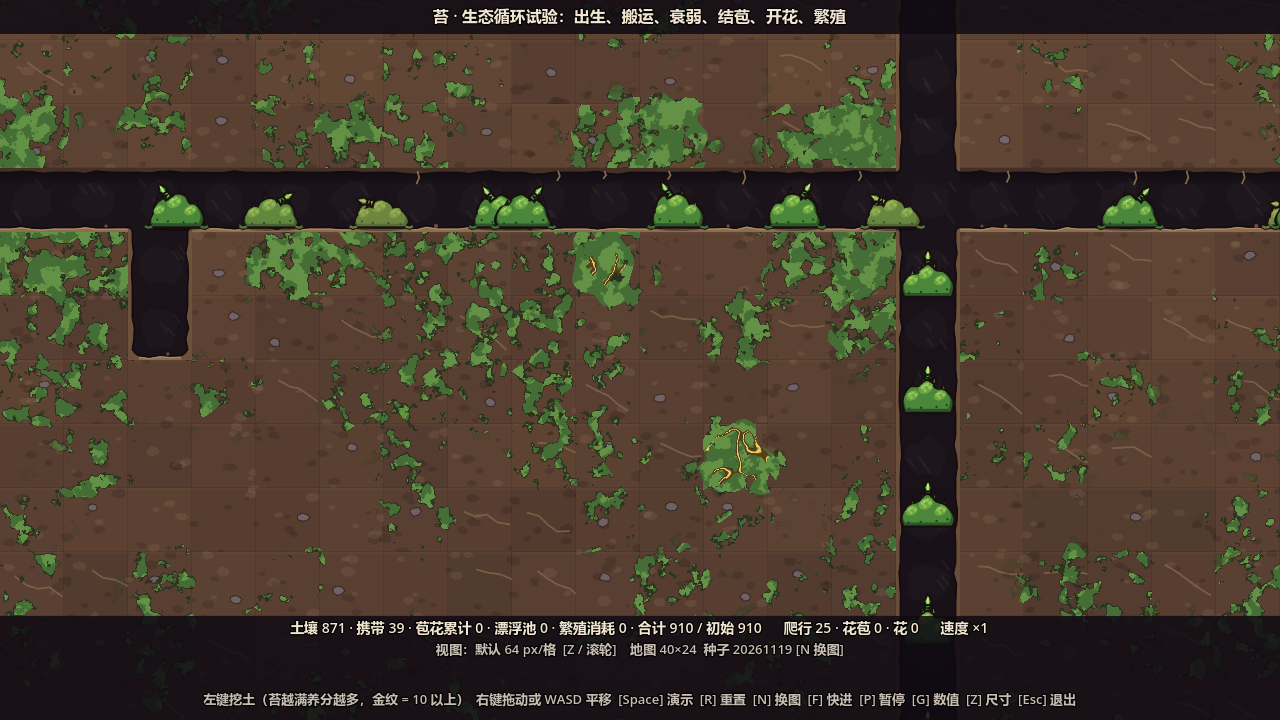 苔 · 生态循环试验：出生、搬运、衰弱、结苞、开花、繁殖
土壤 871 · 携带 39 · 苞花累计 0 · 漂浮池 0 · 繁殖消耗 0 · 合计 910 / 初始 910 爬行 25 · 花苞 0 · 花 0 速度 ×1
视图：默认 64 px/格 [Z / 滚轮] 地图 40×24 种子 20261119 [N 换图]
左键挖土（苔越满养分越多，金纹 = 10 以上） 右键拖动或 WASD 平移 [Space] 演示 [R] 重置 [N] 换图 [F] 快进 [P] 暂停 [G] 数值 [Z] 尺寸 [Esc] 退出